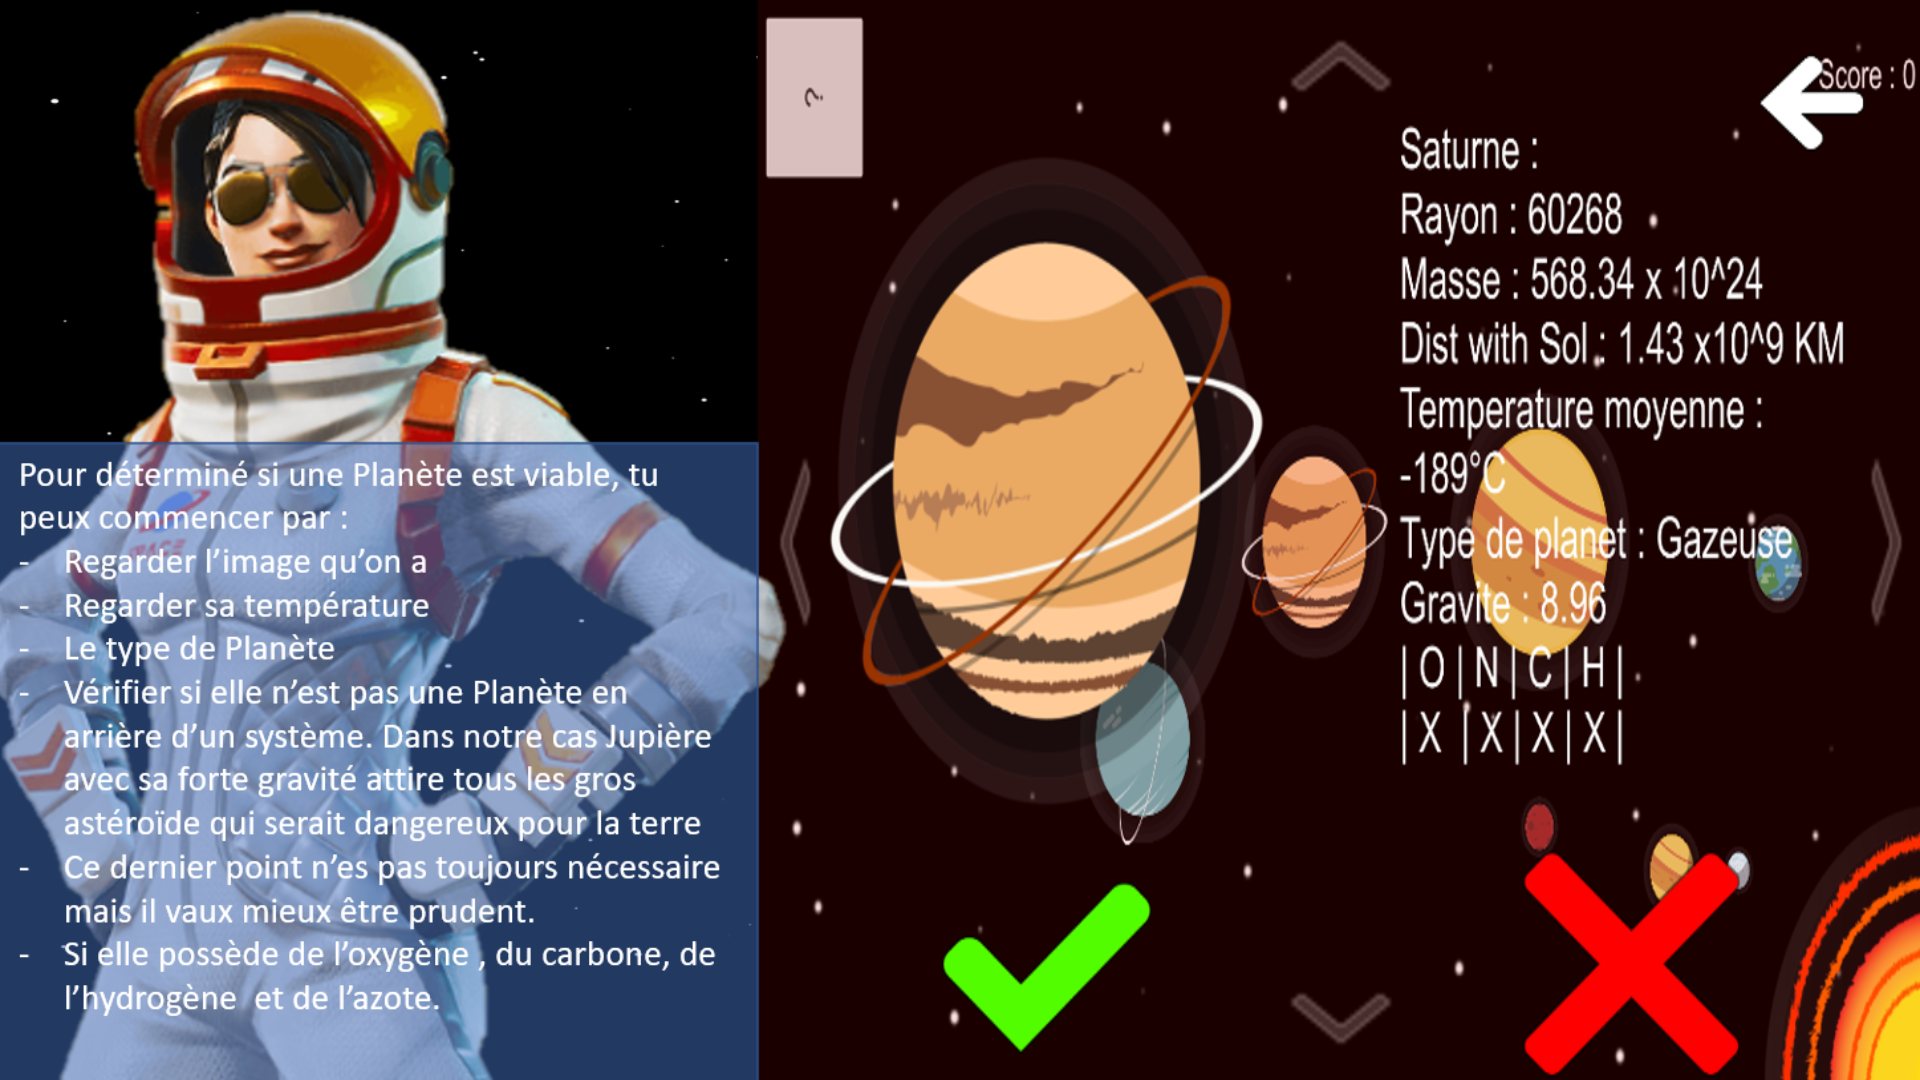 Pour déterminé si une Planète est viable, tu
peux commencer par :
- Regarder l’image qu’on a
- Regarder sa température
- Le type de Planète
- Vérifier si elle n’est pas une Planète en
arrière d’un système. Dans notre cas Jupière
avec sa forte gravité attire tous les gros
astéroïde qui serait dangereux pour la terre
- Ce dernier point n’es pas toujours nécessaire
mais il vaux mieux être prudent.
- Si elle possède de l’oxygène , du carbone, de
l’hydrogène et de l’azote.
?
Score : 0
Saturne :
Rayon : 60268
Masse : 568.34 x 10^24
Dist with Sol : 1.43 x10^9 KM
Temperature moyenne :
-189°C
Type de planet : Gazeuse
Gravite : 8.96
| O | N | C | H |
| X | X | X | X |